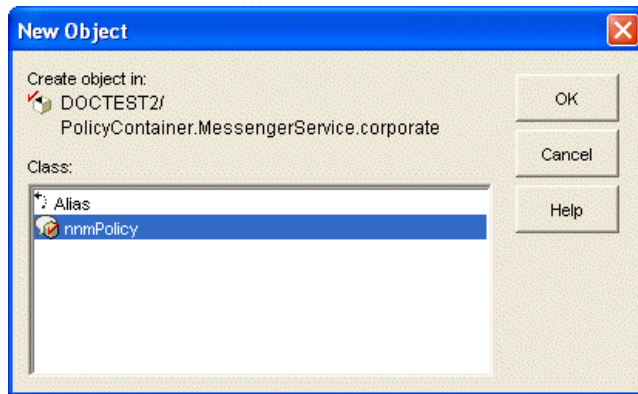 New Object
Create object in:
DOCTEST2/
PolicyContainer.MessengerService.corporate
Class:
Alias
nnmPolicy
OK
Cancel
Help